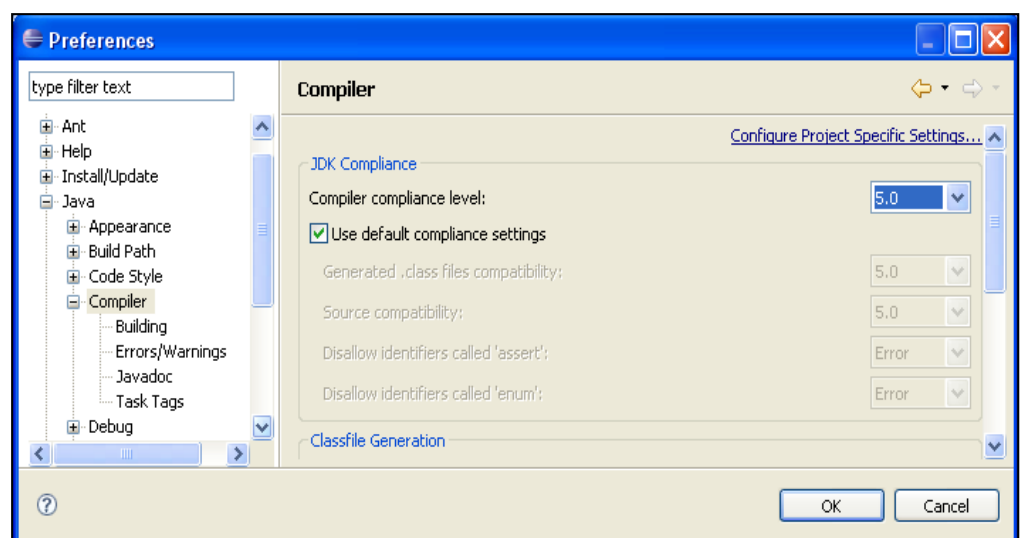 Preferences
type filter text
Ant
Help
Install/Update
Java
Appearance
Build Path
Code Style
Compiler
Building
Errors/Warnings
Javadoc
Task Tags
Debug
Compiler
Configure Project Specific Settings...
JDK Compliance
Compiler compliance level: 5.0
Use default compliance settings
Generated .class files compatibility: 5.0
Source compatibility: 5.0
Disallow identifiers called 'assert': Error
Disallow identifiers called 'enum': Error
Classfile Generation
? OK Cancel